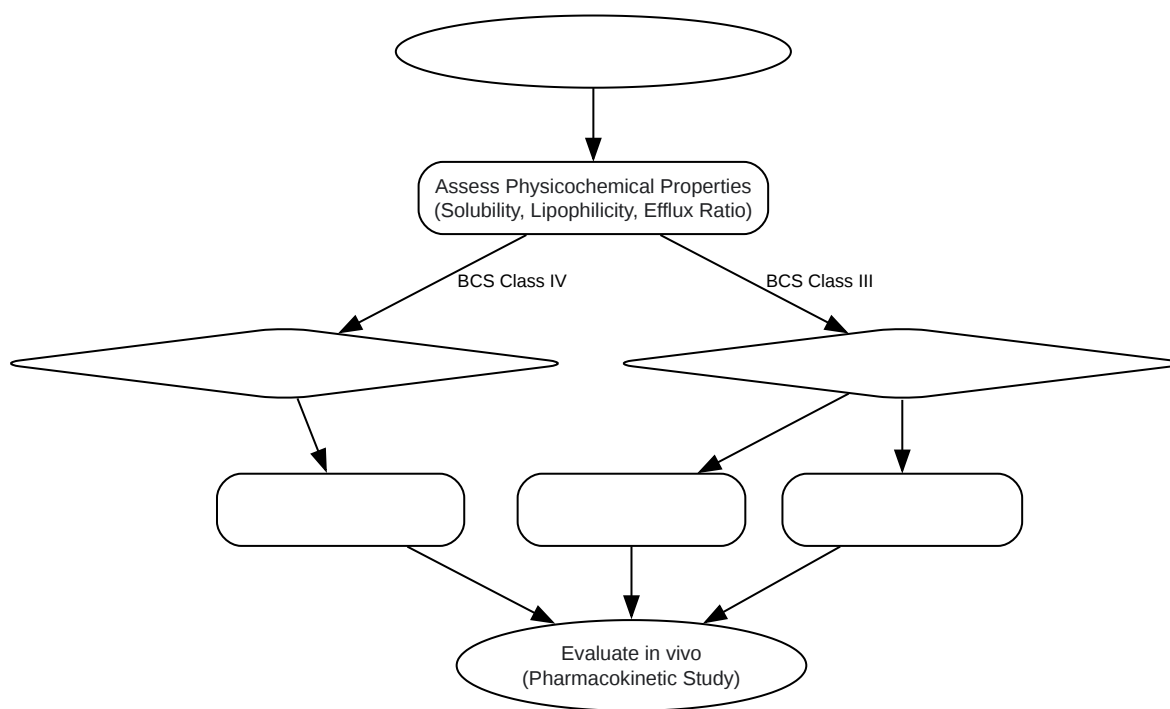 Assess Physicochemical Properties
(Solubility, Lipophilicity, Efflux Ratio)
BCS Class IV
BCS Class III
Evaluate in vivo
(Pharmacokinetic Study)